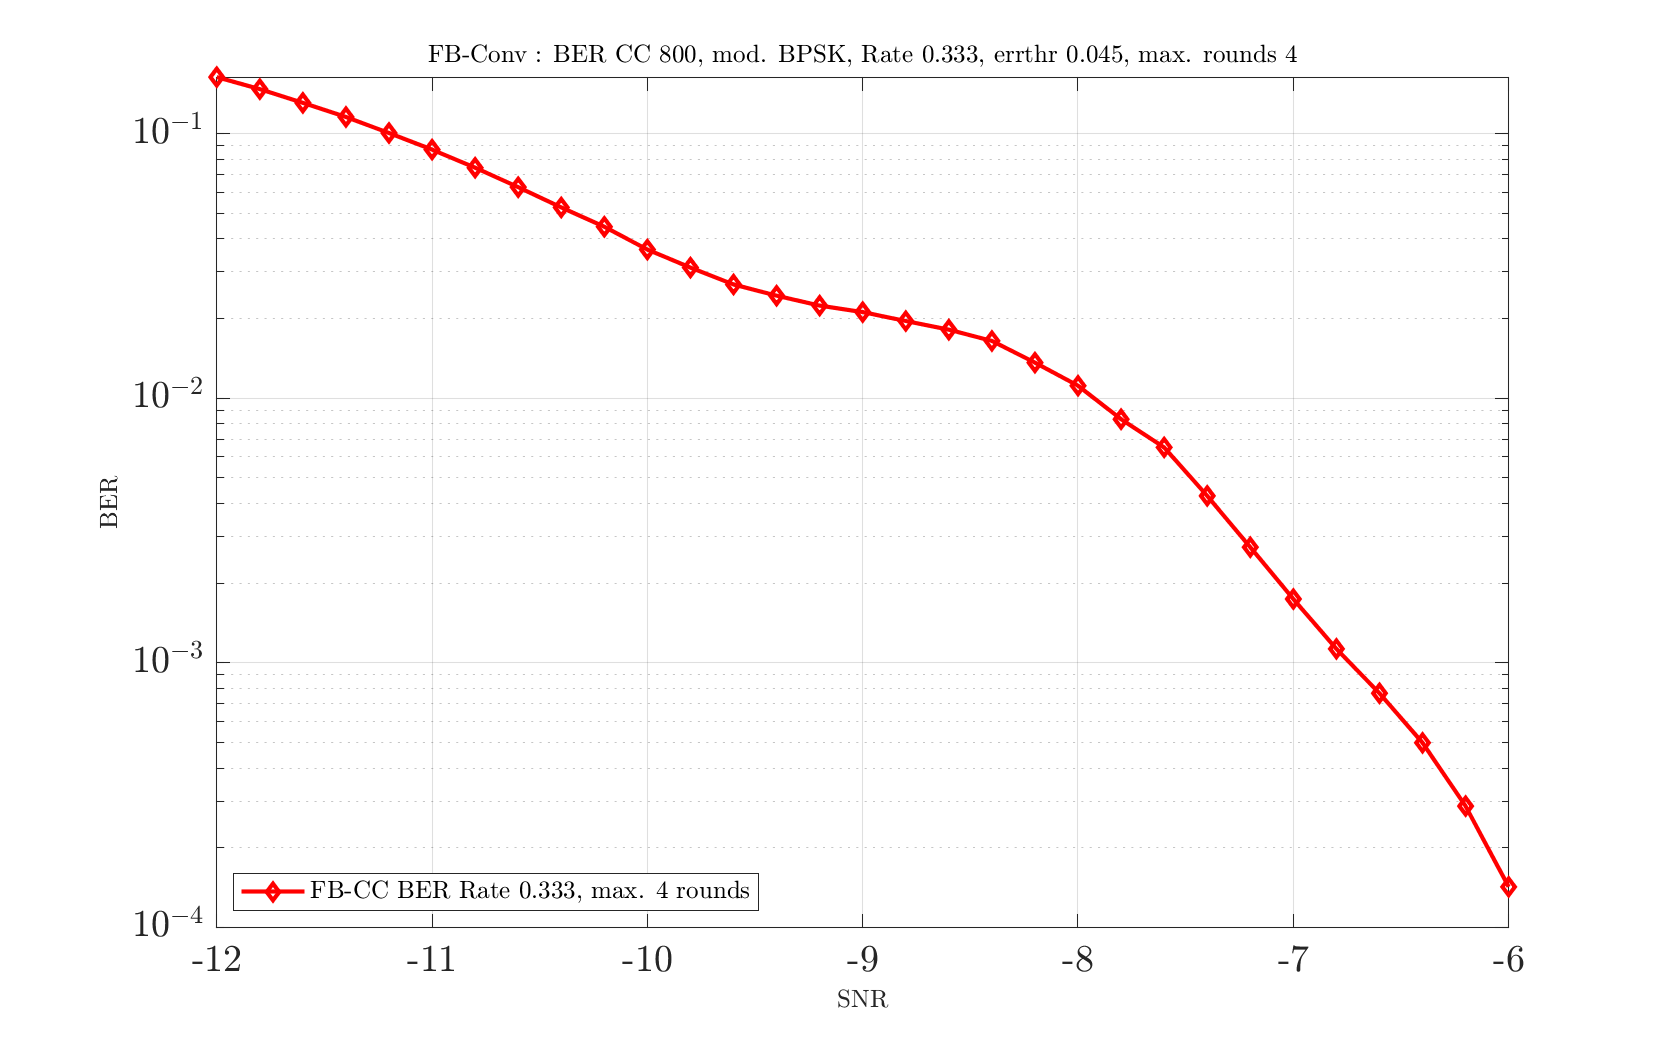 FB-Conv : BER CC 800, mod. BPSK, Rate 0.333, errthr 0.045, max. rounds 4
10^{-1}
10^{-2}
BER
10^{-3}
10^{-4}
FB-CC BER Rate 0.333, max. 4 rounds
-12 -11 -10 -9 -8 -7 -6
SNR